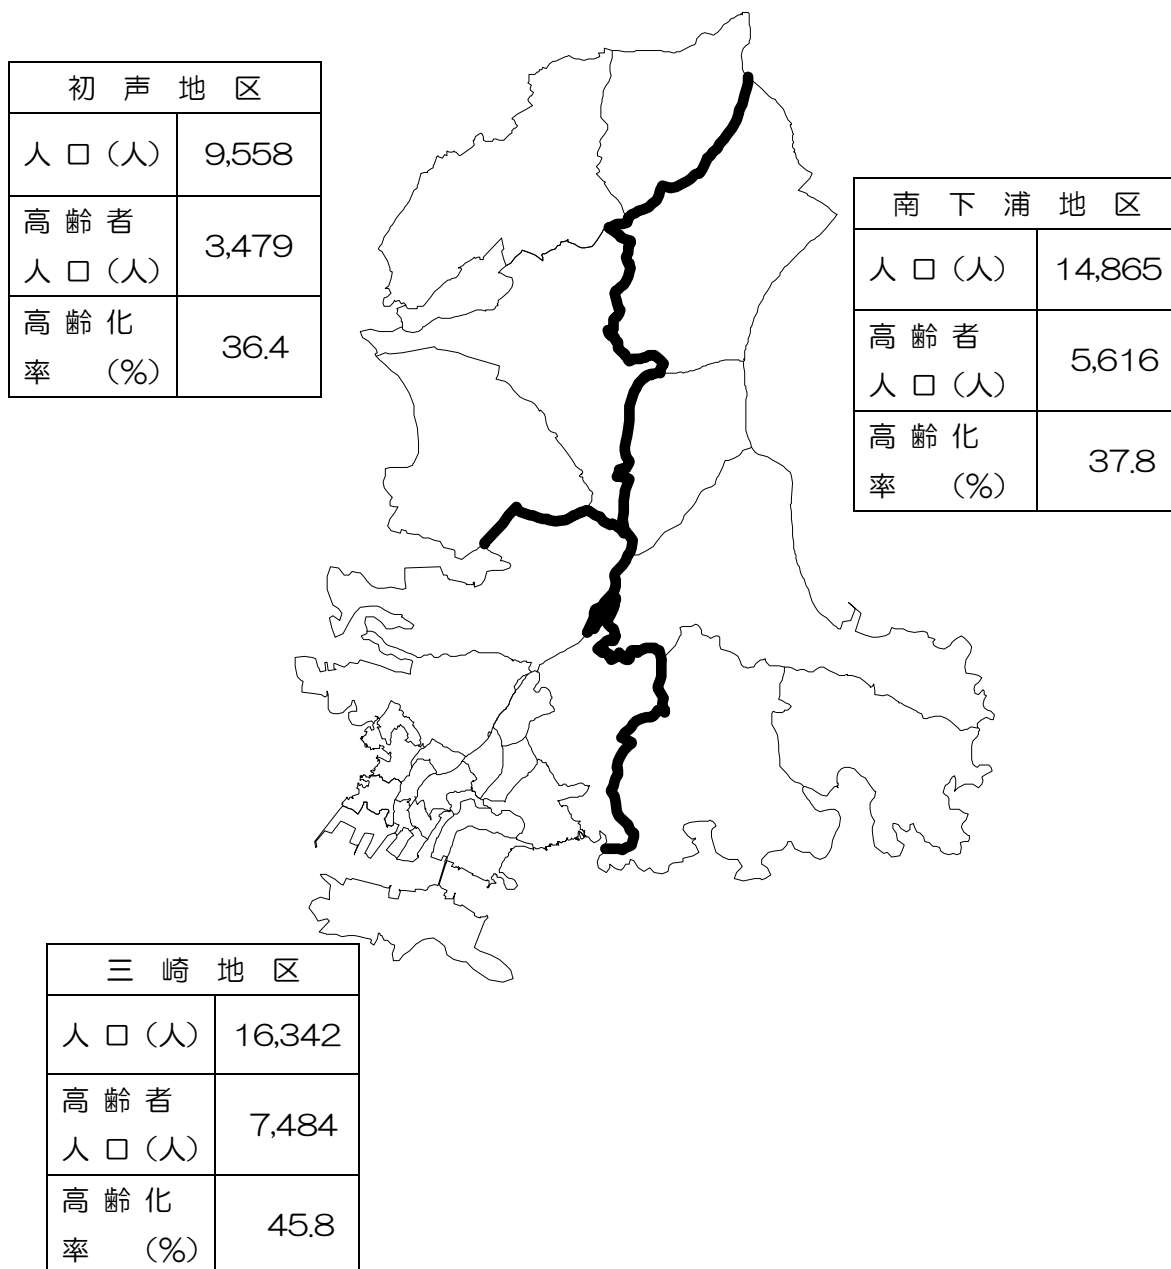 初声地区
人口(人) 9,558
高齢者
人口(人) 3,479
高齢化
率 (%) 36.4
南下浦地区
人口(人) 14,865
高齢者
人口(人) 5,616
高齢化
率 (%) 37.8
三崎地区
人口(人) 16,342
高齢者
人口(人) 7,484
高齢化
率 (%) 45.8